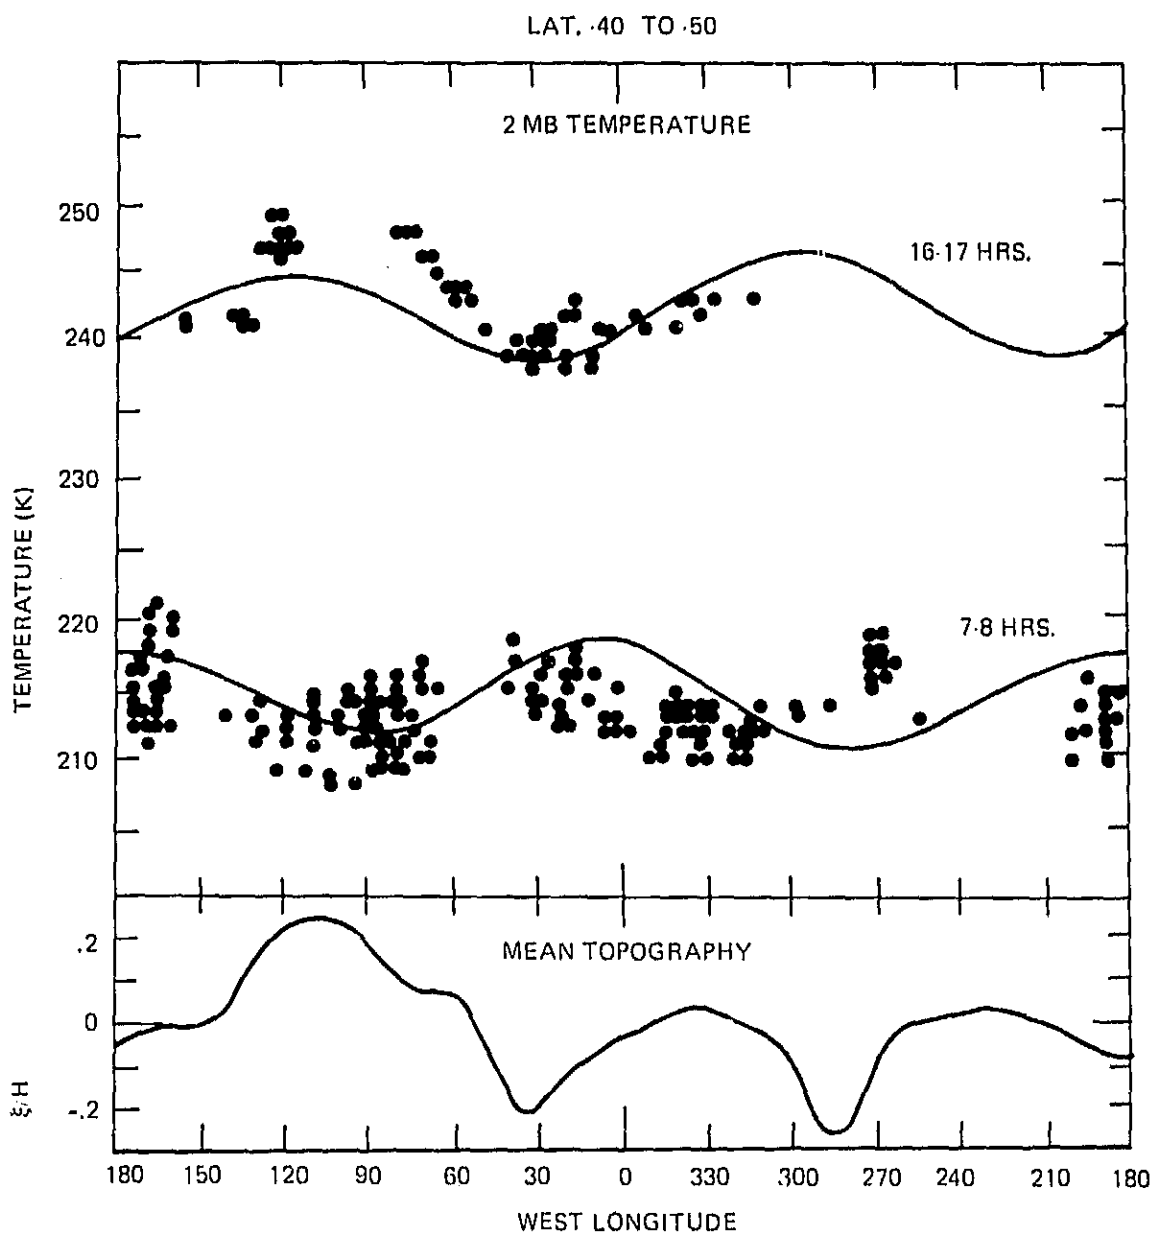 LAT. -40 TO -50
2 MB TEMPERATURE
250
16-17 HRS.
240
230
TEMPERATURE (K)
220
7-8 HRS.
210
MEAN TOPOGRAPHY
.2
0
ξ/H
-.2
180 150 120 90 60 30 0 330 300 270 240 210 180
WEST LONGITUDE